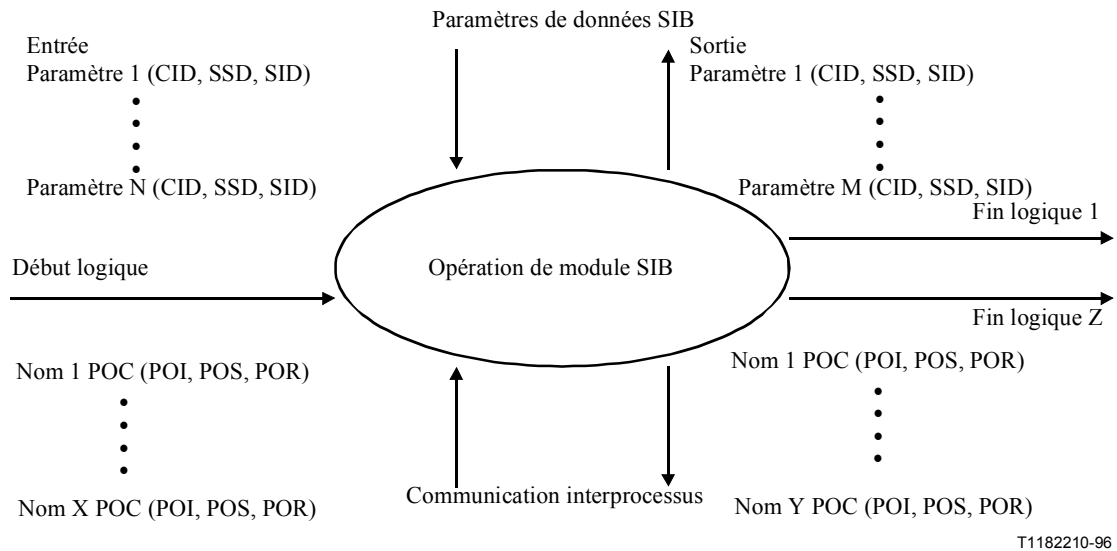 Paramètres de données SIB
Entrée
Paramètre 1 (CID, SSD, SID)
Paramètre N (CID, SSD, SID)
Sortie
Paramètre 1 (CID, SSD, SID)
Paramètre M (CID, SSD, SID)
Fin logique 1
Début logique
Opération de module SIB
Fin logique Z
Nom 1 POC (POI, POS, POR)
Nom X POC (POI, POS, POR)
Communication interprocessus
Nom 1 POC (POI, POS, POR)
Nom Y POC (POI, POS, POR)
T1182210-96